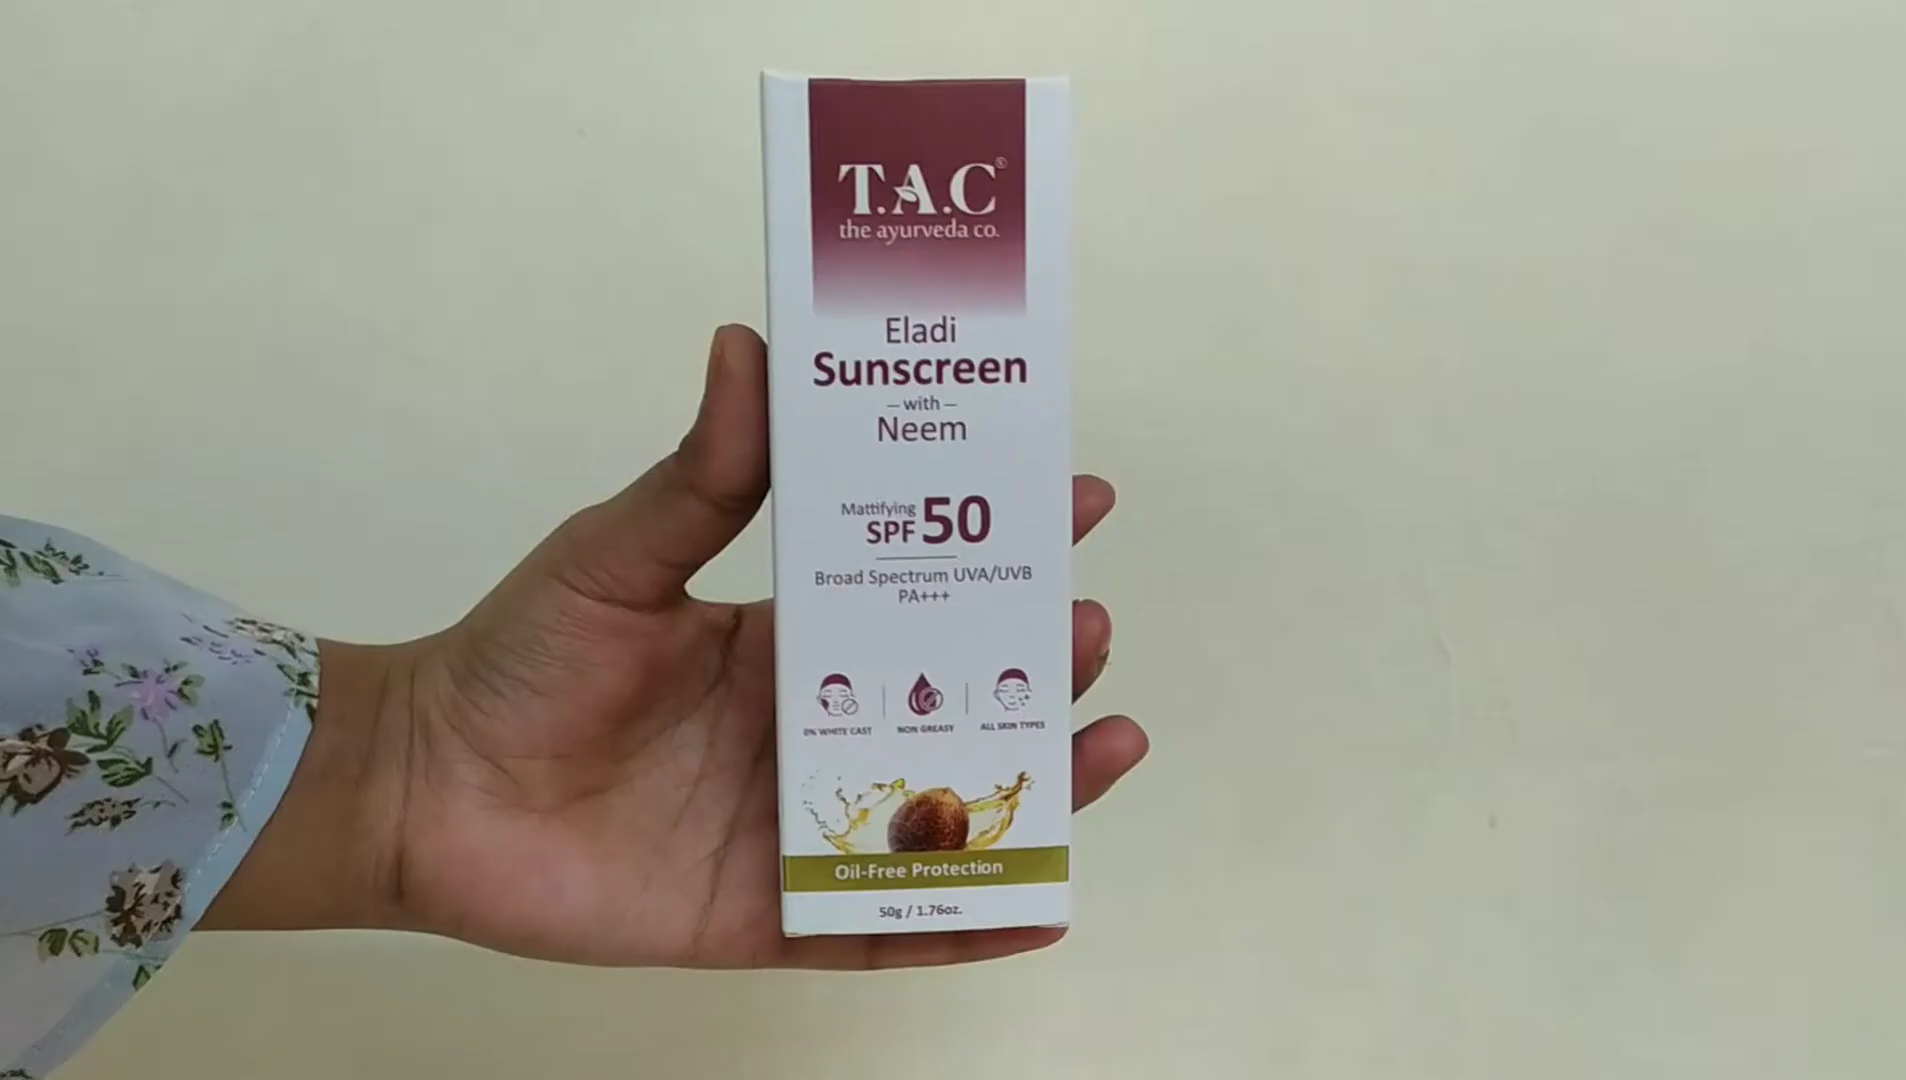 T.A.C®
the ayurveda co.
Eladi
Sunscreen
– with –
Neem
Mattifying
SPF 50
Broad Spectrum UVA/UVB
PA+++
0% WHITE CAST
NON GREASY
ALL SKIN TYPES
Oil-Free Protection
50g / 1.76oz.